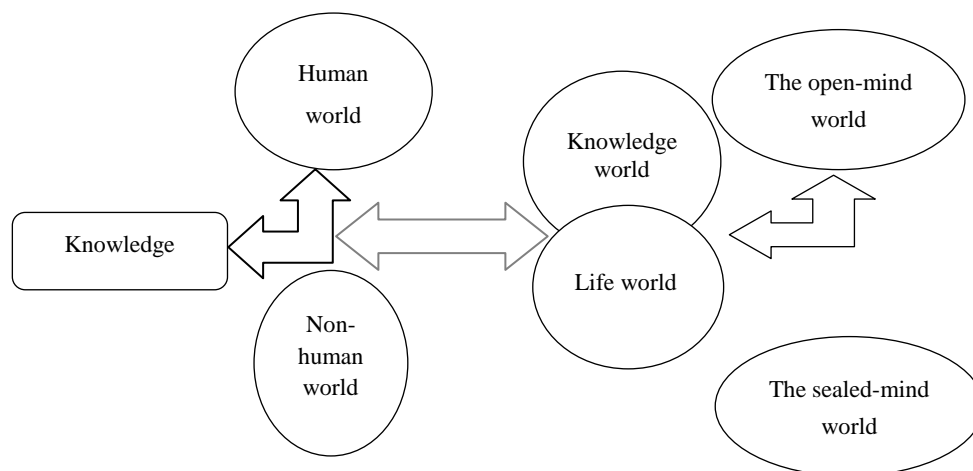 Human
world
The open-mind
world
Knowledge
world
Knowledge
Life world
Non-
human
world
The sealed-mind
world